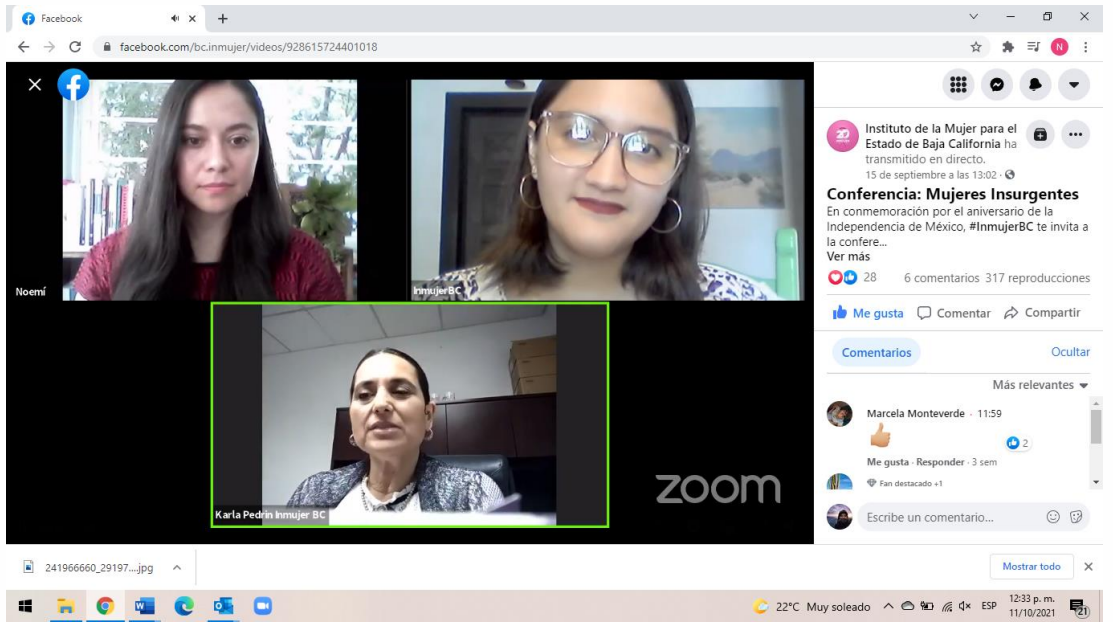 Facebook
facebook.com/bc.inmujer/videos/928615724401018
N
Noemí
InmujerBC
Karla Pedrín Inmujer BC
zoom
20
Instituto de la Mujer para el
Estado de Baja California ha
transmitido en directo.
15 de septiembre a las 13:02 ·
Conferencia: Mujeres Insurgentes
En conmemoración por el aniversario de la
Independencia de México, #InmujerBC te invita a
la confere...
Ver más
28 6 comentarios 317 reproducciones
Me gusta Comentar Compartir
Comentarios Ocultar
Más relevantes
Marcela Monteverde · 11:59
2
Me gusta · Responder · 3 sem
Fan destacado +1
Escribe un comentario...
241966660_29197....jpg
Mostrar todo
22°C Muy soleado ESP 12:33 p. m.
11/10/2021
21